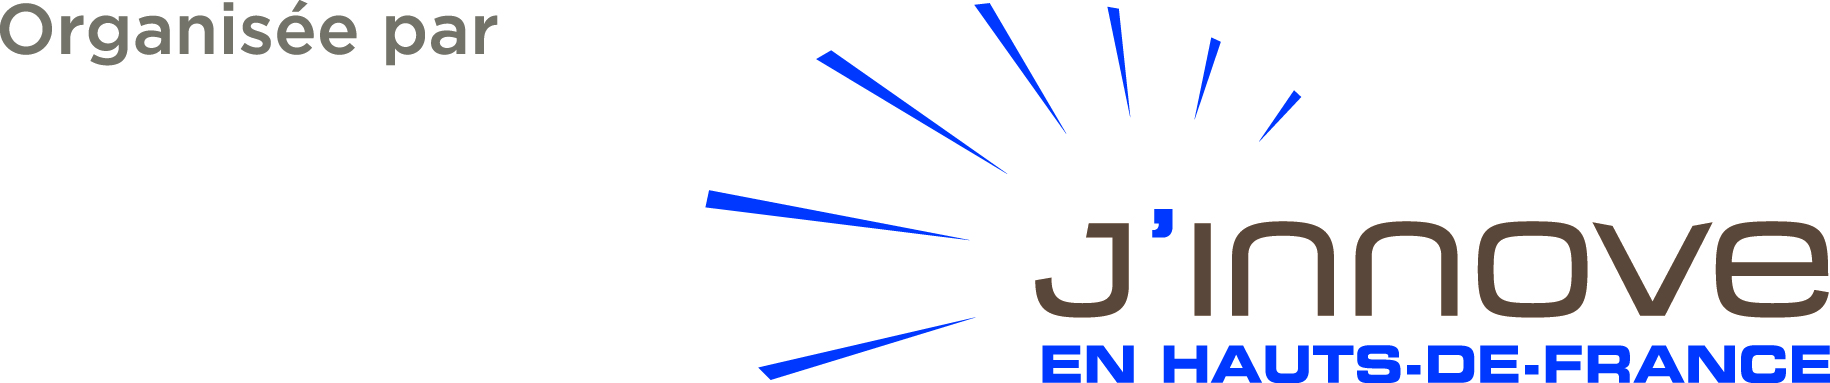 Organisée par
J'innove
EN HAUTS-DE-FRANCE